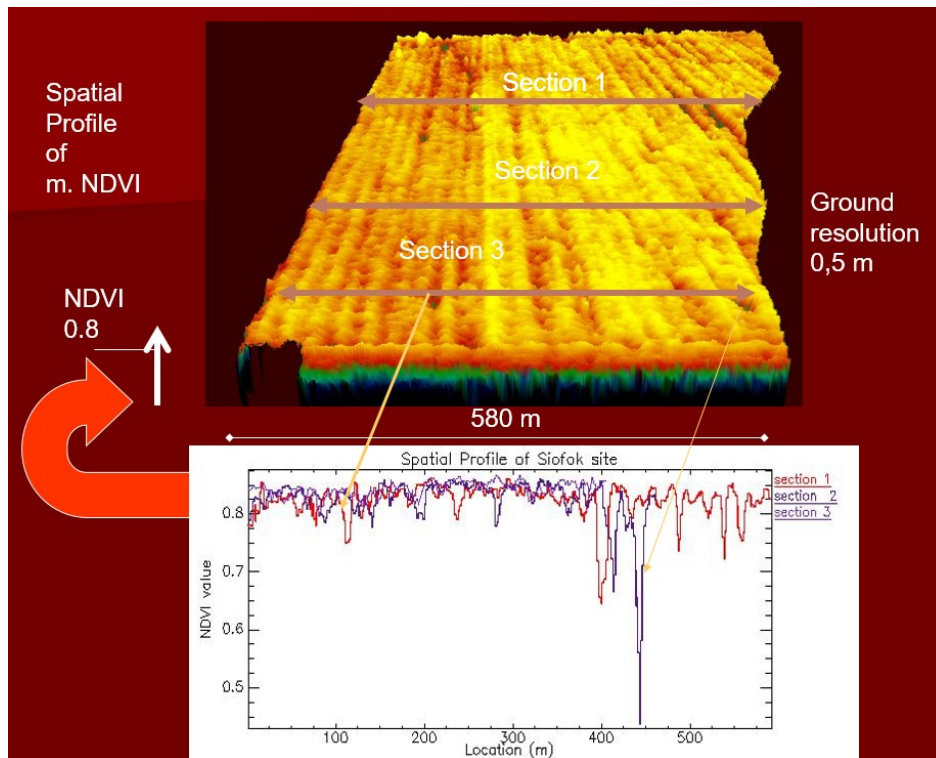 Spatial
Profile
of
m. NDVI
Section 1
Section 2
Section 3
Ground
resolution
0,5 m
NDVI
0.8
580 m
Spatial Profile of Siofok site
section 1
section 2
section 3
NDVI value
0.8
0.7
0.6
0.5
100 200 300 400 500
Location (m)